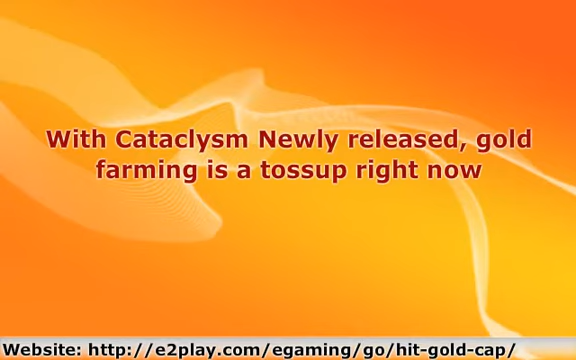 With Cataclysm Newly released, gold
farming is a tossup right now
Website: http://e2play.com/egaming/go/hit-gold-cap/